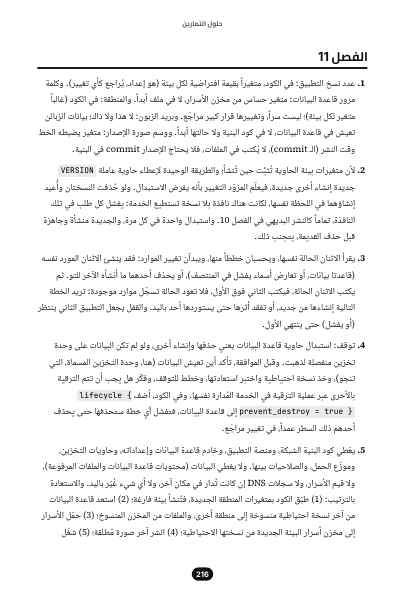 حلول التمارين
الفصل 11
1. عدد نسخ التطبيق: في الكود، متغيراً بقيمة افتراضية لكل بيئة (هو إعداد، يُراجع كأي تغيير). وكلمة
مرور قاعدة البيانات: متغير حساس من مخزن الأسرار، لا في ملف أبداً. والمنطقة: في الكود (غالباً
متغير لكل بيئة)؛ ليست سراً، وتغييرها قرار كبير مراجَع. وبريد الزبون: لا هذا ولا ذاك؛ بيانات الزبائن
تعيش في قاعدة البيانات، لا في كود البنية ولا حالتها أبداً. ووسم صورة الإصدار: متغير يضبطه الخط
وقت النشر (الـ commit)، لا يُكتب في الملفات، فلا يحتاج الإصدار commit في البنية.
2. لأن متغيرات بيئة الحاوية تُثبَّت حين تُنشأ؛ والطريقة الوحيدة لإعطاء حاوية عاملة VERSION
جديدة إنشاء أخرى جديدة، فيعلّم المزوّد التغيير بأنه يفرض الاستبدال. ولو حُذفت النسختان وأُعيد
إنشاؤهما في اللحظة نفسها، لكانت هناك نافذة بلا نسخة تستطيع الخدمة: يفشل كل طلب في تلك
النافذة، تماماً كالنشر البديهي في الفصل 10. واستبدال واحدة في كل مرة، والجديدة منشأة وجاهزة
قبل حذف القديمة، يتجنب ذلك.
3. يقرأ الاثنان الحالة نفسها، ويحسبان خططاً منها، ويبدآن تغيير الموارد: فقد ينشئ الاثنان المورد نفسه
(قاعدتا بيانات، أو تعارض أسماء يفشل في المنتصف)، أو يحذف أحدهما ما أنشأه الآخر للتو. ثم
يكتب الاثنان الحالة، فيكتب الثاني فوق الأول، فلا تعود الحالة تسجّل موارد موجودة: تريد الخطة
التالية إنشاءها من جديد، أو تفقد أثرها حتى يستوردها أحد باليد. والقفل يجعل التطبيق الثاني ينتظر
(أو يفشل) حتى ينتهي الأول.
4. توقف: استبدال حاوية قاعدة البيانات يعني حذفها وإنشاء أخرى، ولو لم تكن البيانات على وحدة
تخزين منفصلة لذهبت. وقبل الموافقة، تأكد أين تعيش البيانات (هنا، وحدة التخزين المسماة، التي
تنجو)، وخذ نسخة احتياطية واختبر استعادتها، وخطط للتوقف، وفكّر هل يجب أن تتم الترقية
بالأحرى عبر عملية الترقية في الخدمة المُدارة نفسها. وفي الكود، أضف lifecycle {
prevent_destroy = true } إلى قاعدة البيانات، فتفشل أي خطة ستحذفها حتى يحذف
أحدهم ذلك السطر عمداً، في تغيير مراجَع.
5. يغطي كود البنية الشبكة، ومنصة التطبيق، وخادم قاعدة البيانات وإعداداته، وحاويات التخزين،
وموزّع الحمل، والصلاحيات بينها. ولا يغطي البيانات (محتويات قاعدة البيانات والملفات المرفوعة)،
ولا قيم الأسرار، ولا سجلات DNS إن كانت تُدار في مكان آخر، ولا أي شيء غُيّر باليد. والاستعادة
بالترتيب: (1) طبّق الكود بمتغيرات المنطقة الجديدة، فتُنشأ بيئة فارغة؛ (2) استعد قاعدة البيانات
من آخر نسخة احتياطية منسوخة إلى منطقة أخرى، والملفات من المخزن المنسوخ؛ (3) حمّل الأسرار
إلى مخزن أسرار البيئة الجديدة من نسختها الاحتياطية؛ (4) انشر آخر صورة مُطلقة؛ (5) شغّل
216